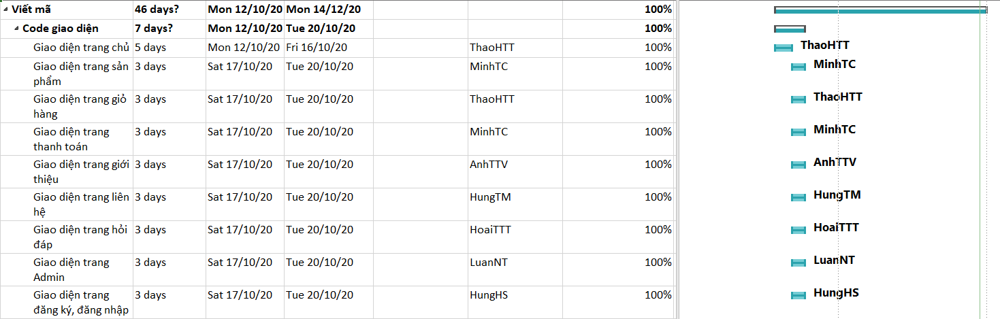 Viết mã 46 days? Mon 12/10/20 Mon 14/12/20 100%
Code giao diện 7 days? Mon 12/10/20 Tue 20/10/20 100%
Giao diện trang chủ 5 days Mon 12/10/20 Fri 16/10/20 ThaoHTT 100% ThaoHTT
Giao diện trang sản 3 days Sat 17/10/20 Tue 20/10/20 MinhTC 100% MinhTC
phẩm
Giao diện trang giỏ 3 days Sat 17/10/20 Tue 20/10/20 ThaoHTT 100% ThaoHTT
hàng
Giao diện trang 3 days Sat 17/10/20 Tue 20/10/20 MinhTC 100% MinhTC
thanh toán
Giao diện trang giới 3 days Sat 17/10/20 Tue 20/10/20 AnhTTV 100% AnhTTV
thiệu
Giao diện trang liên 3 days Sat 17/10/20 Tue 20/10/20 HungTM 100% HungTM
hệ
Giao diện trang hỏi 3 days Sat 17/10/20 Tue 20/10/20 HoaiTTT 100% HoaiTTT
đáp
Giao diện trang 3 days Sat 17/10/20 Tue 20/10/20 LuanNT 100% LuanNT
Admin
Giao diện trang 3 days Sat 17/10/20 Tue 20/10/20 HungHS 100% HungHS
đăng ký, đăng nhập